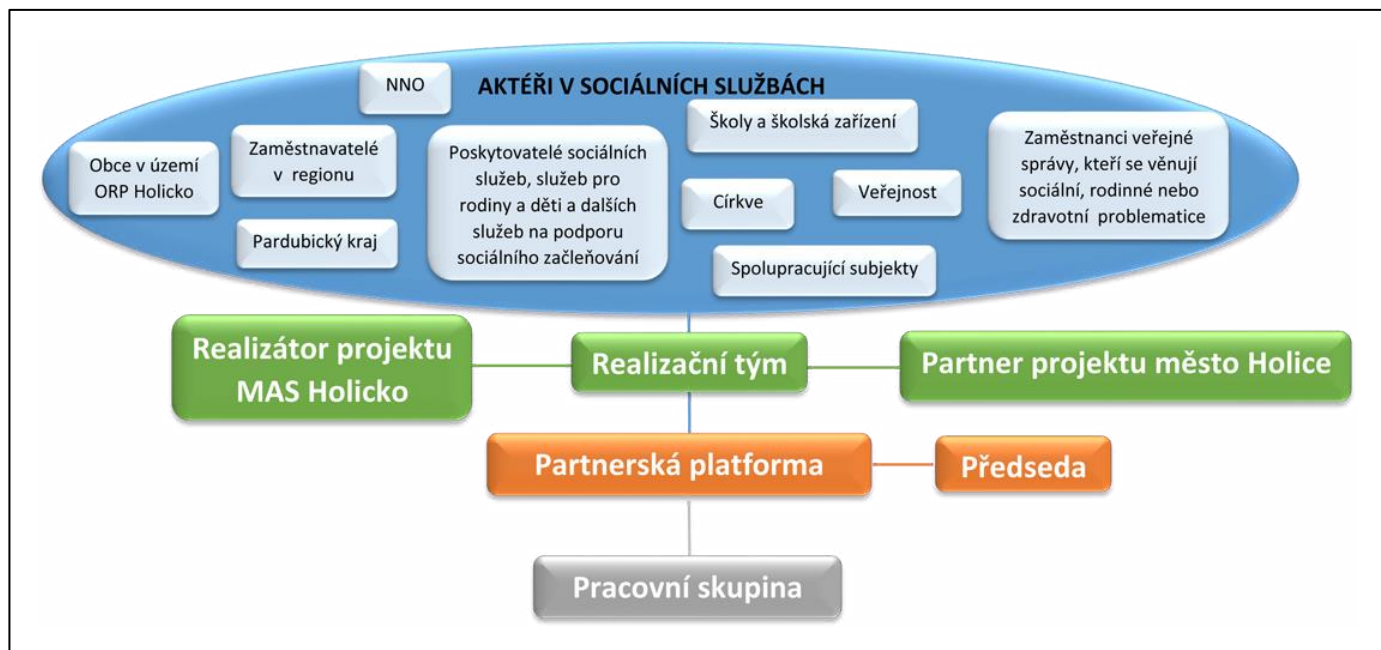 NNO
AKTÉŘI V SOCIÁLNÍCH SLUŽBÁCH
Obce v území
ORP Holicko
Zaměstnavatelé
v regionu
Pardubický kraj
Poskytovatelé sociálních
služeb, služeb pro
rodiny a děti a dalších
služeb na podporu
sociálního začleňování
Školy a školská zařízení
Církve
Veřejnost
Spolupracující subjekty
Zaměstnanci veřejné
správy, kteří se věnují
sociální, rodinné nebo
zdravotní problematice
Realizátor projektu
MAS Holicko
Realizační tým
Partner projektu město Holice
Partnerská platforma
Předseda
Pracovní skupina